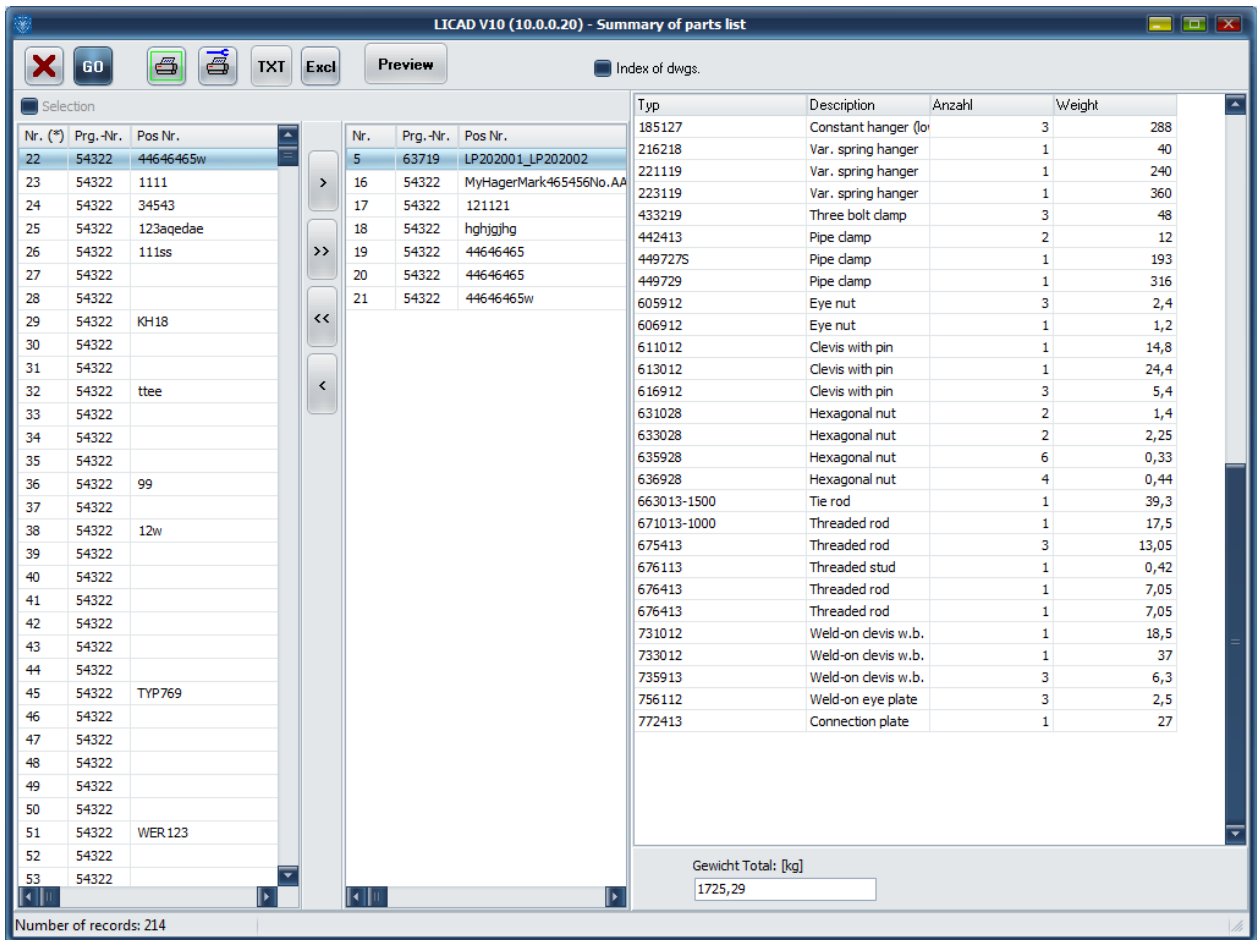 LICAD V10 (10.0.0.20) - Summary of parts list
GO TXT Excl Preview Index of dwgs.
Selection
Nr. (*) Prg.-Nr. Pos Nr.
22 54322 44646465w
23 54322 1111
24 54322 34543
25 54322 123aqedae
26 54322 111ss
27 54322
28 54322
29 54322 KH18
30 54322
31 54322
32 54322 ttee
33 54322
34 54322
35 54322
36 54322 99
37 54322
38 54322 12w
39 54322
40 54322
41 54322
42 54322
43 54322
44 54322
45 54322 TYP769
46 54322
47 54322
48 54322
49 54322
50 54322
51 54322 WER123
52 54322
53 54322
>
>>
<<
<
Nr. Prg.-Nr. Pos Nr.
5 63719 LP202001_LP202002
16 54322 MyHagerMark465456No.AA
17 54322 121121
18 54322 hghjgjhg
19 54322 44646465
20 54322 44646465
21 54322 44646465w
Typ Description Anzahl Weight
185127 Constant hanger (lo 3 288
216218 Var. spring hanger 1 40
221119 Var. spring hanger 1 240
223119 Var. spring hanger 1 360
433219 Three bolt clamp 3 48
442413 Pipe clamp 2 12
449727S Pipe clamp 1 193
449729 Pipe clamp 1 316
605912 Eye nut 3 2,4
606912 Eye nut 1 1,2
611012 Clevis with pin 1 14,8
613012 Clevis with pin 1 24,4
616912 Clevis with pin 3 5,4
631028 Hexagonal nut 2 1,4
633028 Hexagonal nut 2 2,25
635928 Hexagonal nut 6 0,33
636928 Hexagonal nut 4 0,44
663013-1500 Tie rod 1 39,3
671013-1000 Threaded rod 1 17,5
675413 Threaded rod 3 13,05
676113 Threaded stud 1 0,42
676413 Threaded rod 1 7,05
676413 Threaded rod 1 7,05
731012 Weld-on clevis w.b. 1 18,5
733012 Weld-on clevis w.b. 1 37
735913 Weld-on clevis w.b. 3 6,3
756112 Weld-on eye plate 3 2,5
772413 Connection plate 1 27
Gewicht Total: [kg]
1725,29
Number of records: 214